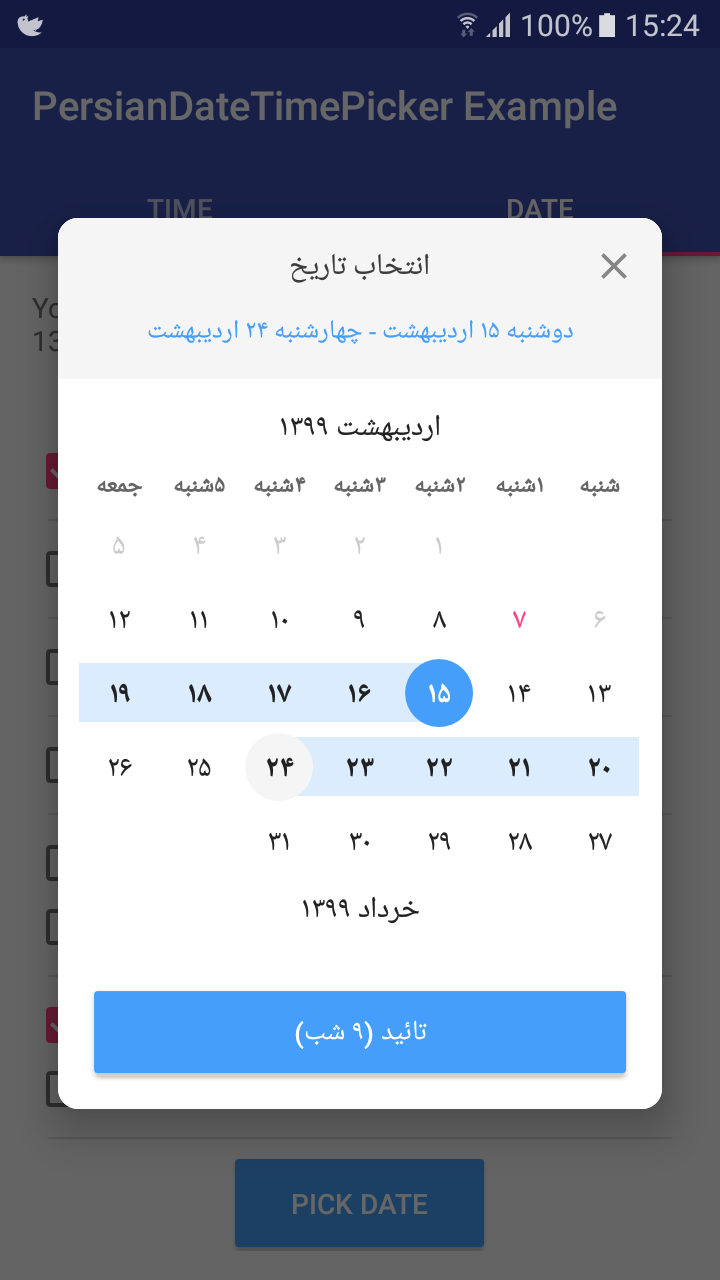 100% 15:24
PersianDateTimePicker Example
TIME DATE
انتخاب تاریخ
دوشنبه ۱۵ اردیبهشت - چهارشنبه ۲۴ اردیبهشت
اردیبهشت ۱۳۹۹
شنبه ۱شنبه ۲شنبه ۳شنبه ۴شنبه ۵شنبه جمعه
۱ ۲ ۳ ۴ ۵
۶ ۷ ۸ ۹ ۱۰ ۱۱ ۱۲
۱۳ ۱۴ ۱۵ ۱۶ ۱۷ ۱۸ ۱۹
۲۰ ۲۱ ۲۲ ۲۳ ۲۴ ۲۵ ۲۶
۲۷ ۲۸ ۲۹ ۳۰ ۳۱
خرداد ۱۳۹۹
تائید (۹ شب)
PICK DATE